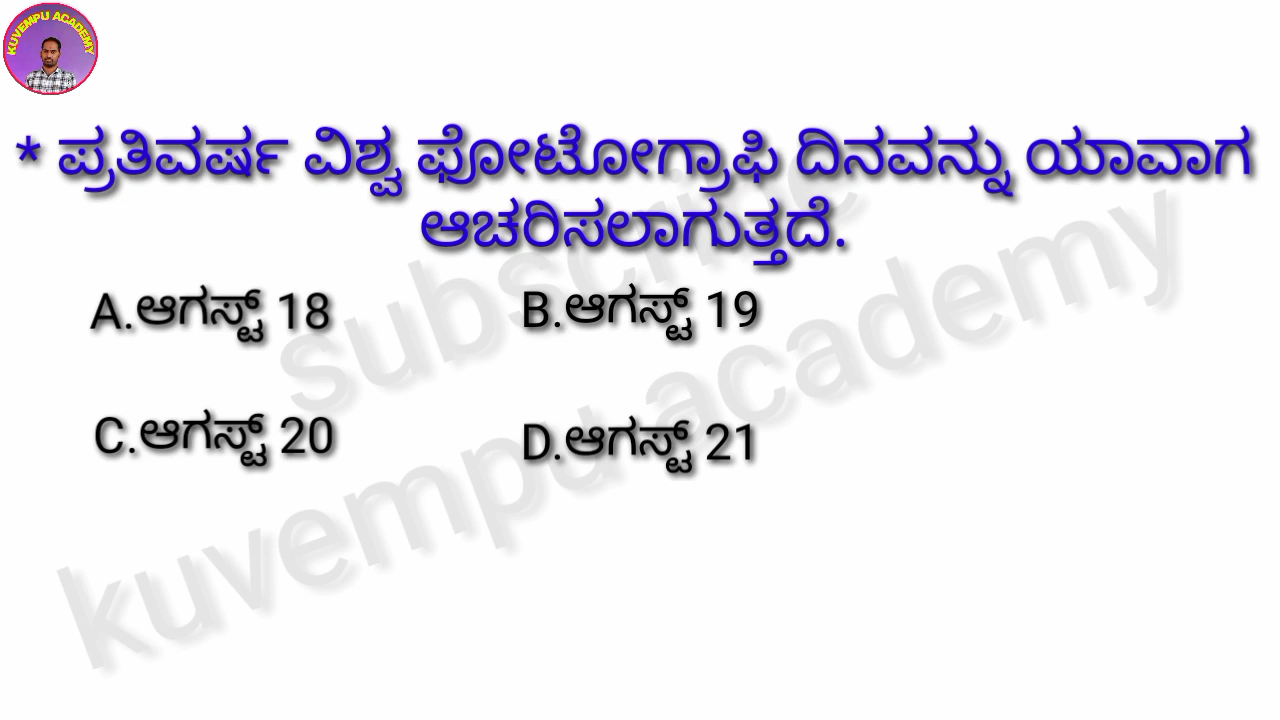 KUVEMPU ACADEMY
* ಪ್ರತಿವರ್ಷ ವಿಶ್ವ ಫೋಟೋಗ್ರಾಫಿ ದಿನವನ್ನು ಯಾವಾಗ
ಆಚರಿಸಲಾಗುತ್ತದೆ.
A.ಆಗಸ್ಟ್ 18
B.ಆಗಸ್ಟ್ 19
C.ಆಗಸ್ಟ್ 20
D.ಆಗಸ್ಟ್ 21
subscribe
kuvempu academy